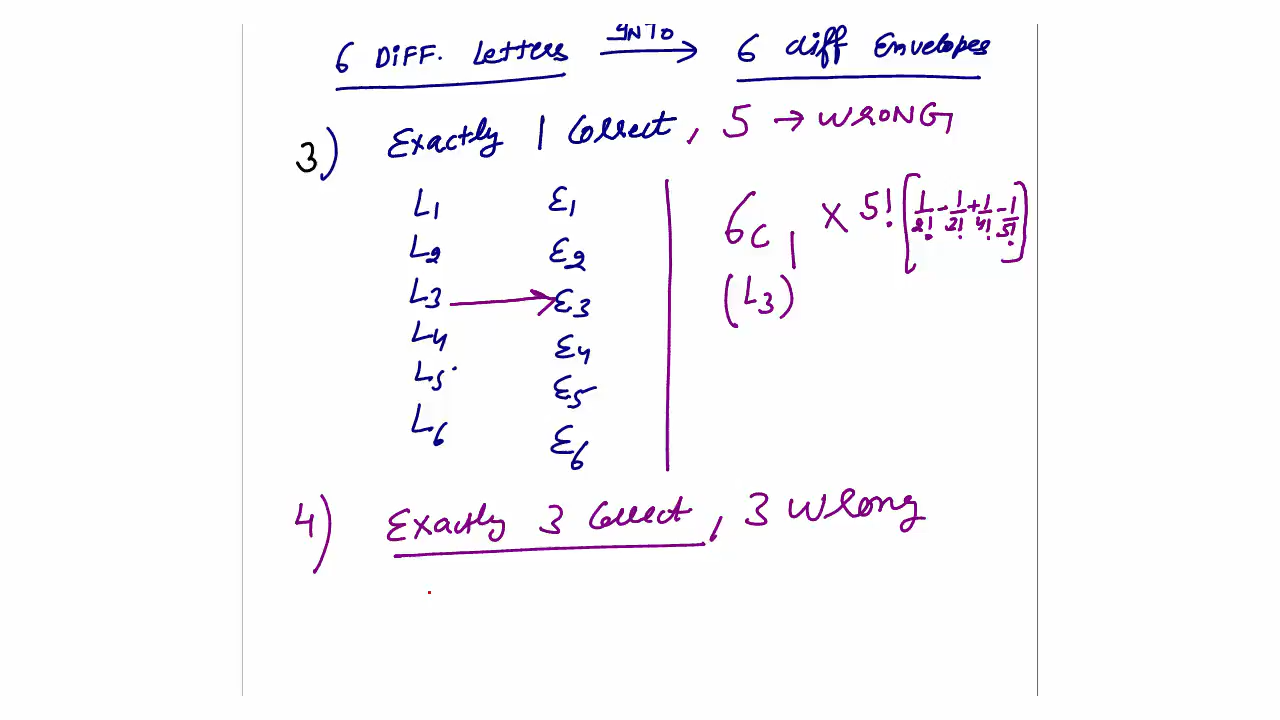 6 DIFF. Letters INTO → 6 diff Envelopes
3) Exactly 1 Correct, 5 → WRONG
L1 E1
L2 E2
L3 → E3
L4 E4
L5 E5
L6 E6
6C1 × 5! [1/2! - 1/3! + 1/4! - 1/5!]
(L3)
4) Exactly 3 Correct, 3 Wrong